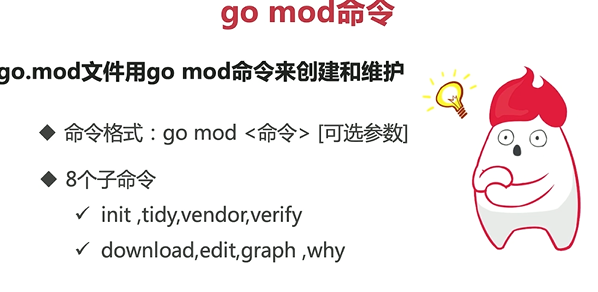 go mod命令
go.mod文件用go mod命令来创建和维护
命令格式：go mod <命令> [可选参数]
8个子命令
init ,tidy,vendor,verify
download,edit,graph ,why